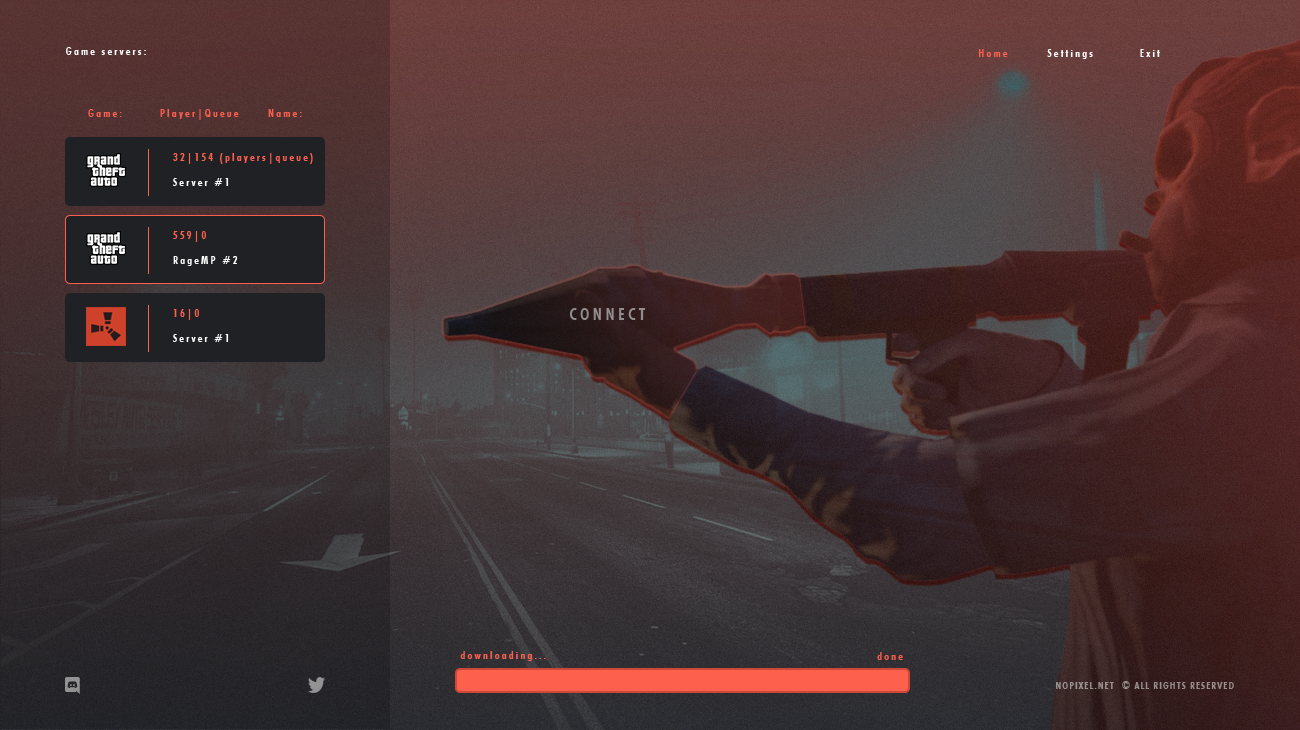 Game servers:
Home Settings Exit
Game: Player|Queue Name:
grand
theft
auto
32|154 (players|queue)
Server #1
grand
theft
auto
559|0
RageMP #2
16|0
Server #1
CONNECT
downloading... done
NOPIXEL.NET © ALL RIGHTS RESERVED